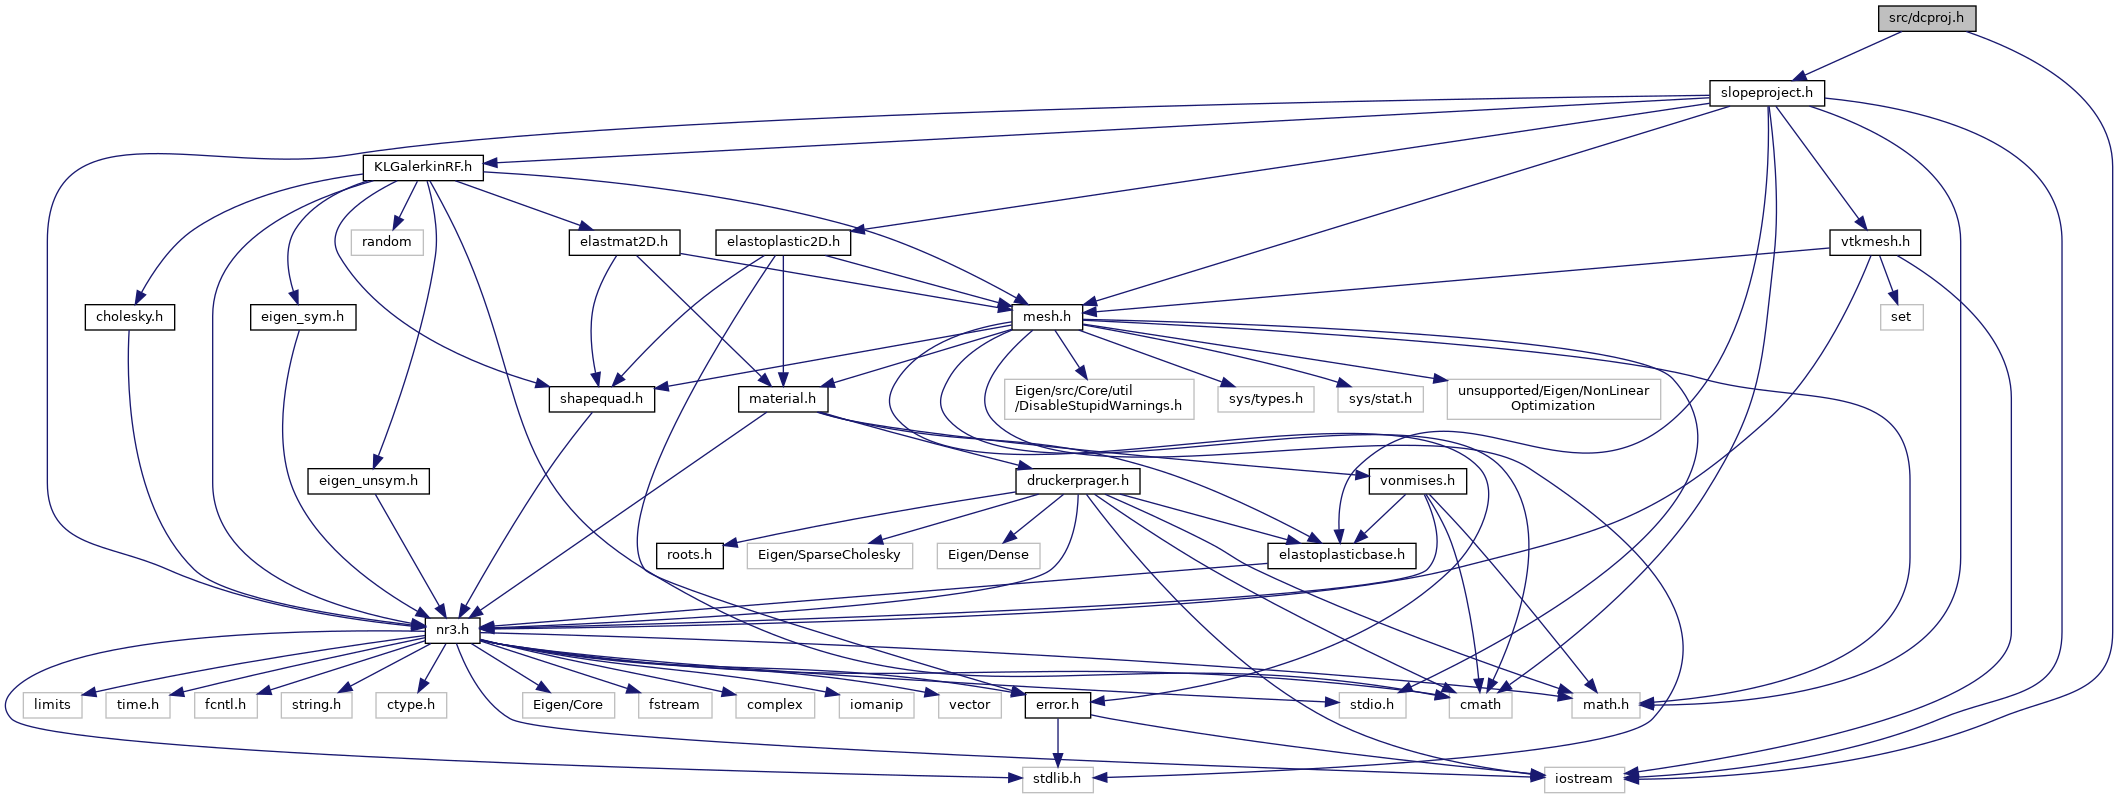 src/dcproj.h
slopeproject.h
KLGalerkinRF.h
random
elastmat2D.h
elastoplastic2D.h
vtkmesh.h
cholesky.h
eigen_sym.h
mesh.h
set
shapequad.h
material.h
Eigen/src/Core/util
/DisableStupidWarnings.h
sys/types.h
sys/stat.h
unsupported/Eigen/NonLinear
Optimization
eigen_unsym.h
druckerprager.h
vonmises.h
roots.h
Eigen/SparseCholesky
Eigen/Dense
elastoplasticbase.h
nr3.h
limits
time.h
fcntl.h
string.h
ctype.h
Eigen/Core
fstream
complex
iomanip
vector
error.h
stdio.h
cmath
math.h
stdlib.h
iostream